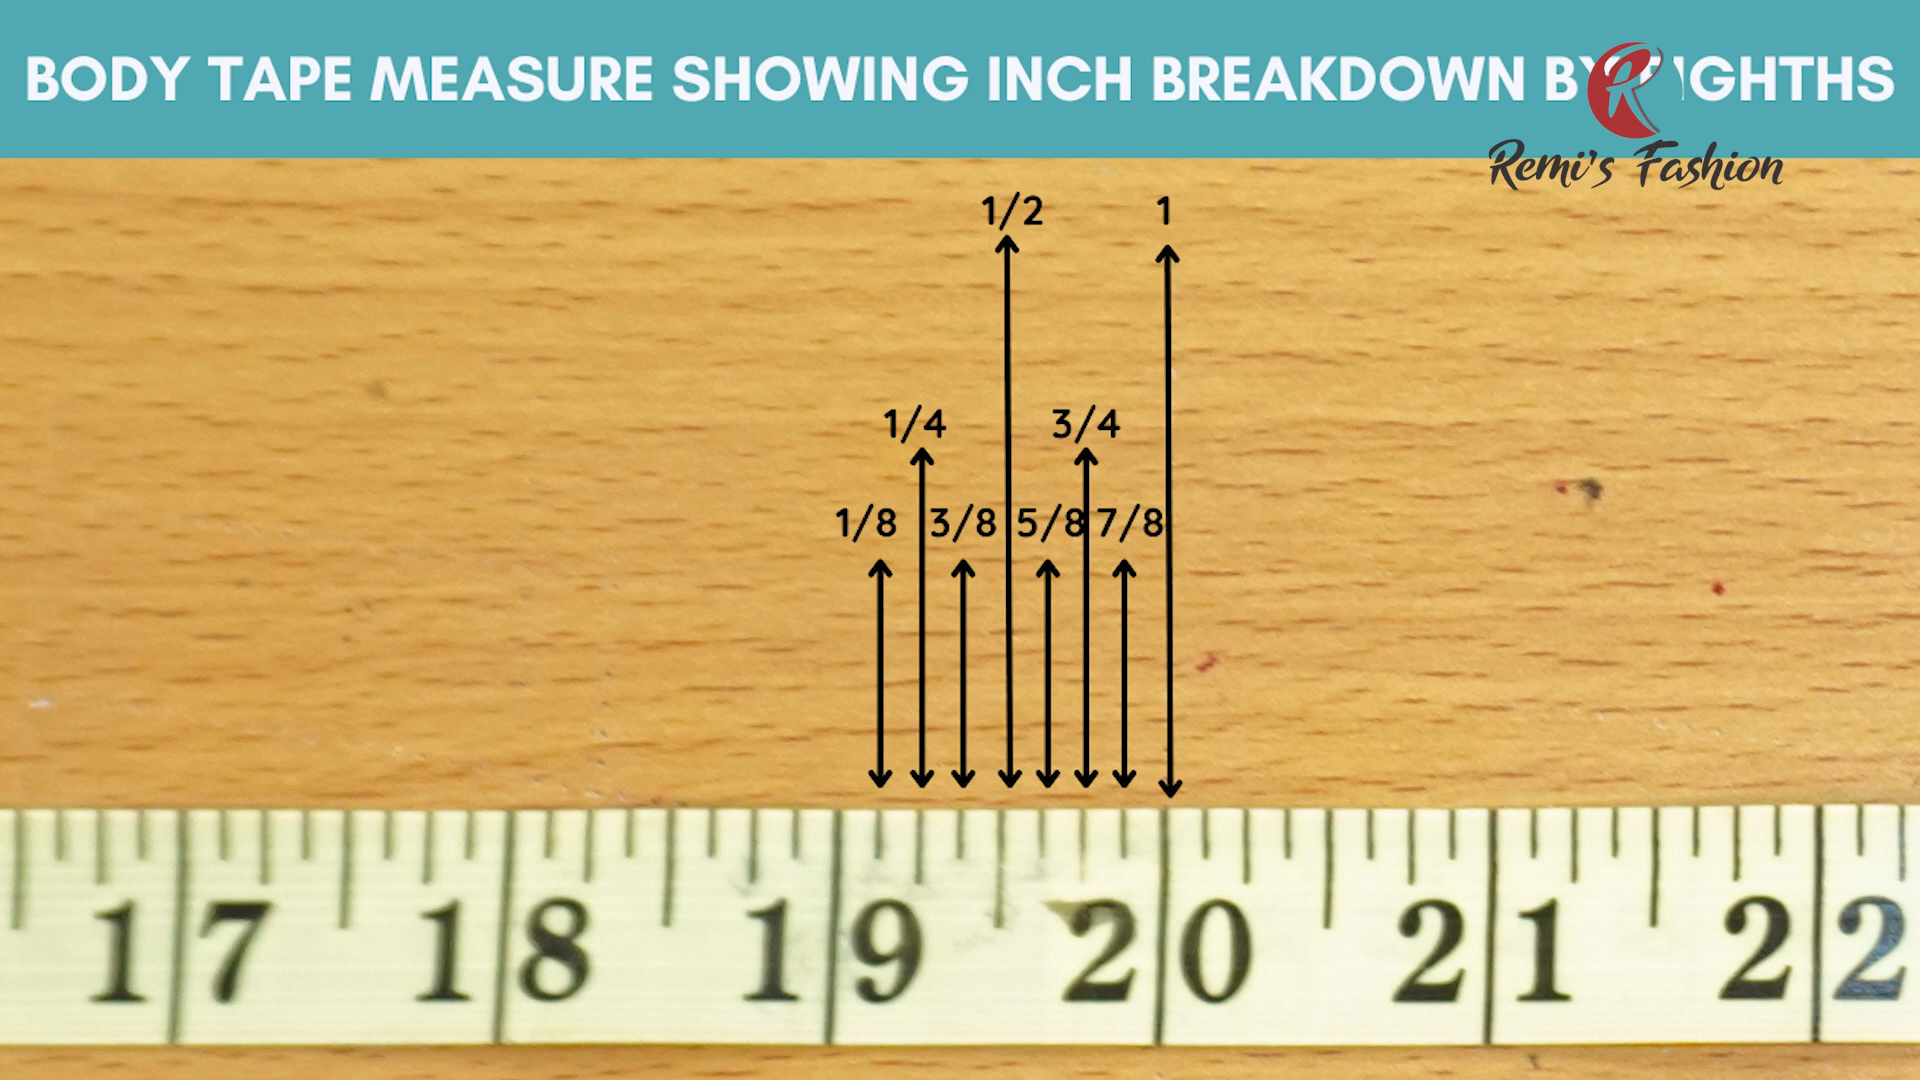 BODY TAPE MEASURE SHOWING INCH BREAKDOWN BY EIGHTHS
R
Remi's Fashion
1/2 1
1/4 3/4
1/8 3/8 5/8 7/8
17 18 19 20 21 22